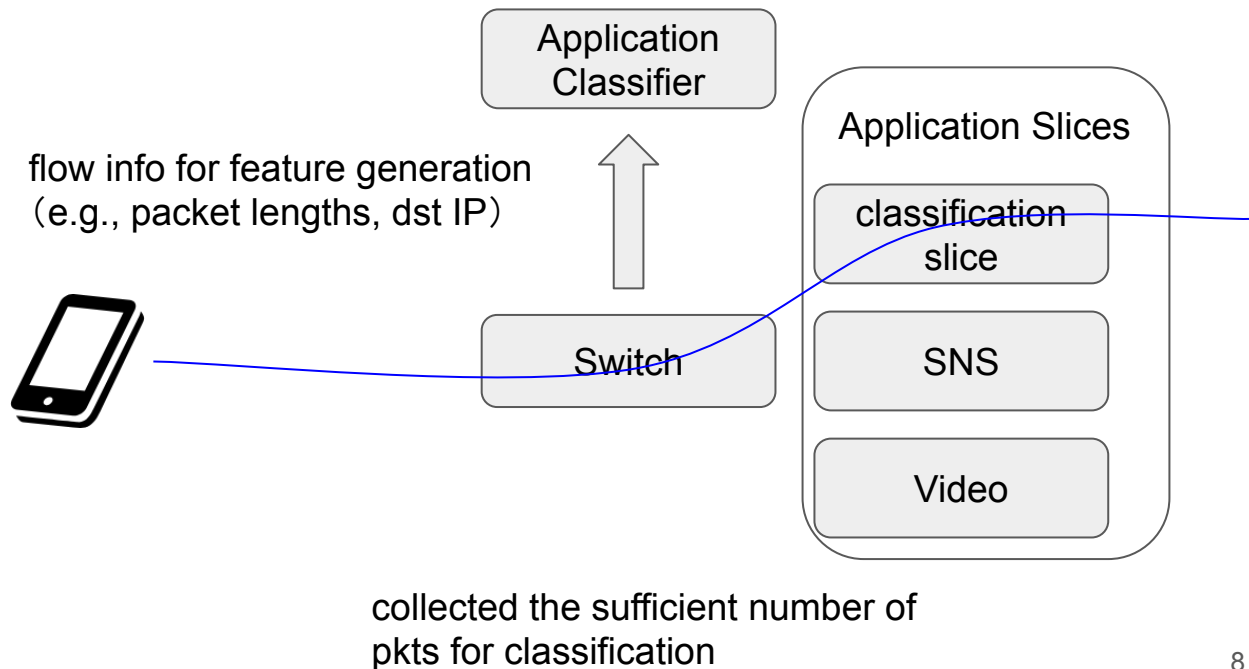 Application
Classifier
Application Slices
flow info for feature generation
（e.g., packet lengths, dst IP）
classification
slice
Switch
SNS
Video
collected the sufficient number of
pkts for classification
8